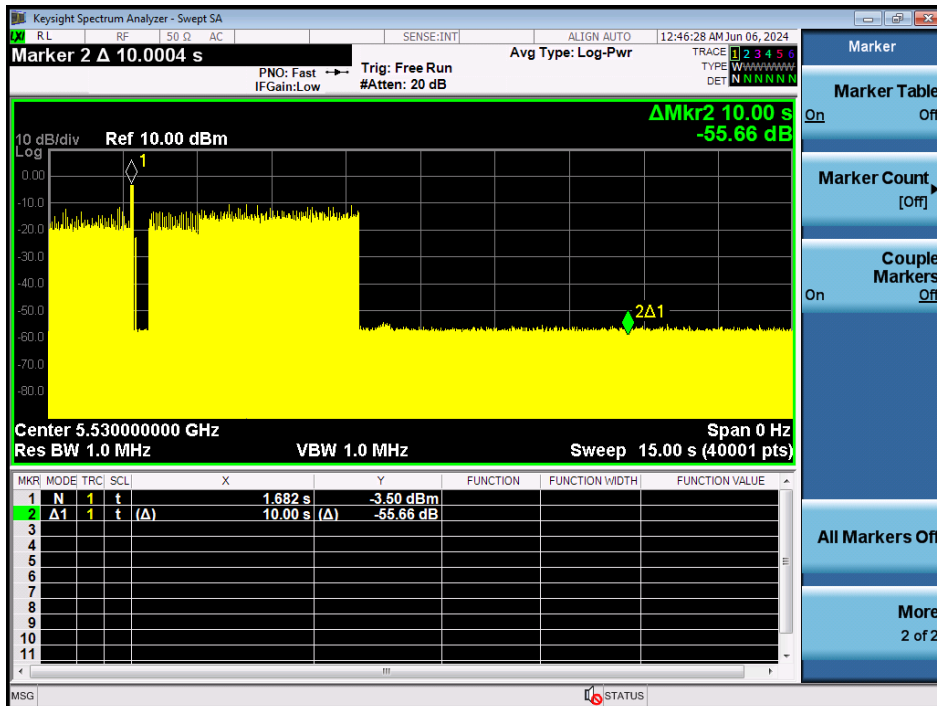 Keysight Spectrum Analyzer - Swept SA
LXI RL RF 50 Ω AC SENSE:INT ALIGN AUTO 12:46:28 AM Jun 06, 2024
Marker 2 Δ 10.0004 s
PNO: Fast
IFGain:Low
Trig: Free Run
#Atten: 20 dB
Avg Type: Log-Pwr
TRACE 1 2 3 4 5 6
TYPE WWWWWW
DET N N N N N N
ΔMkr2 10.00 s
-55.66 dB
10 dB/div Ref 10.00 dBm
Log
1
0.00
-10.0
-20.0
-30.0
-40.0
-50.0
2Δ1
-60.0
-70.0
-80.0
Center 5.530000000 GHz Span 0 Hz
Res BW 1.0 MHz VBW 1.0 MHz Sweep 15.00 s (40001 pts)
MKR MODE TRC SCL X Y FUNCTION FUNCTION WIDTH FUNCTION VALUE
1 N 1 t 1.682 s -3.50 dBm
2 Δ1 1 t (Δ) 10.00 s (Δ) -55.66 dB
3
4
5
6
7
8
9
10
11
MSG STATUS
Marker
Marker Table
On Off
Marker Count
[Off]
Couple
Markers
On Off
All Markers Off
More
2 of 2